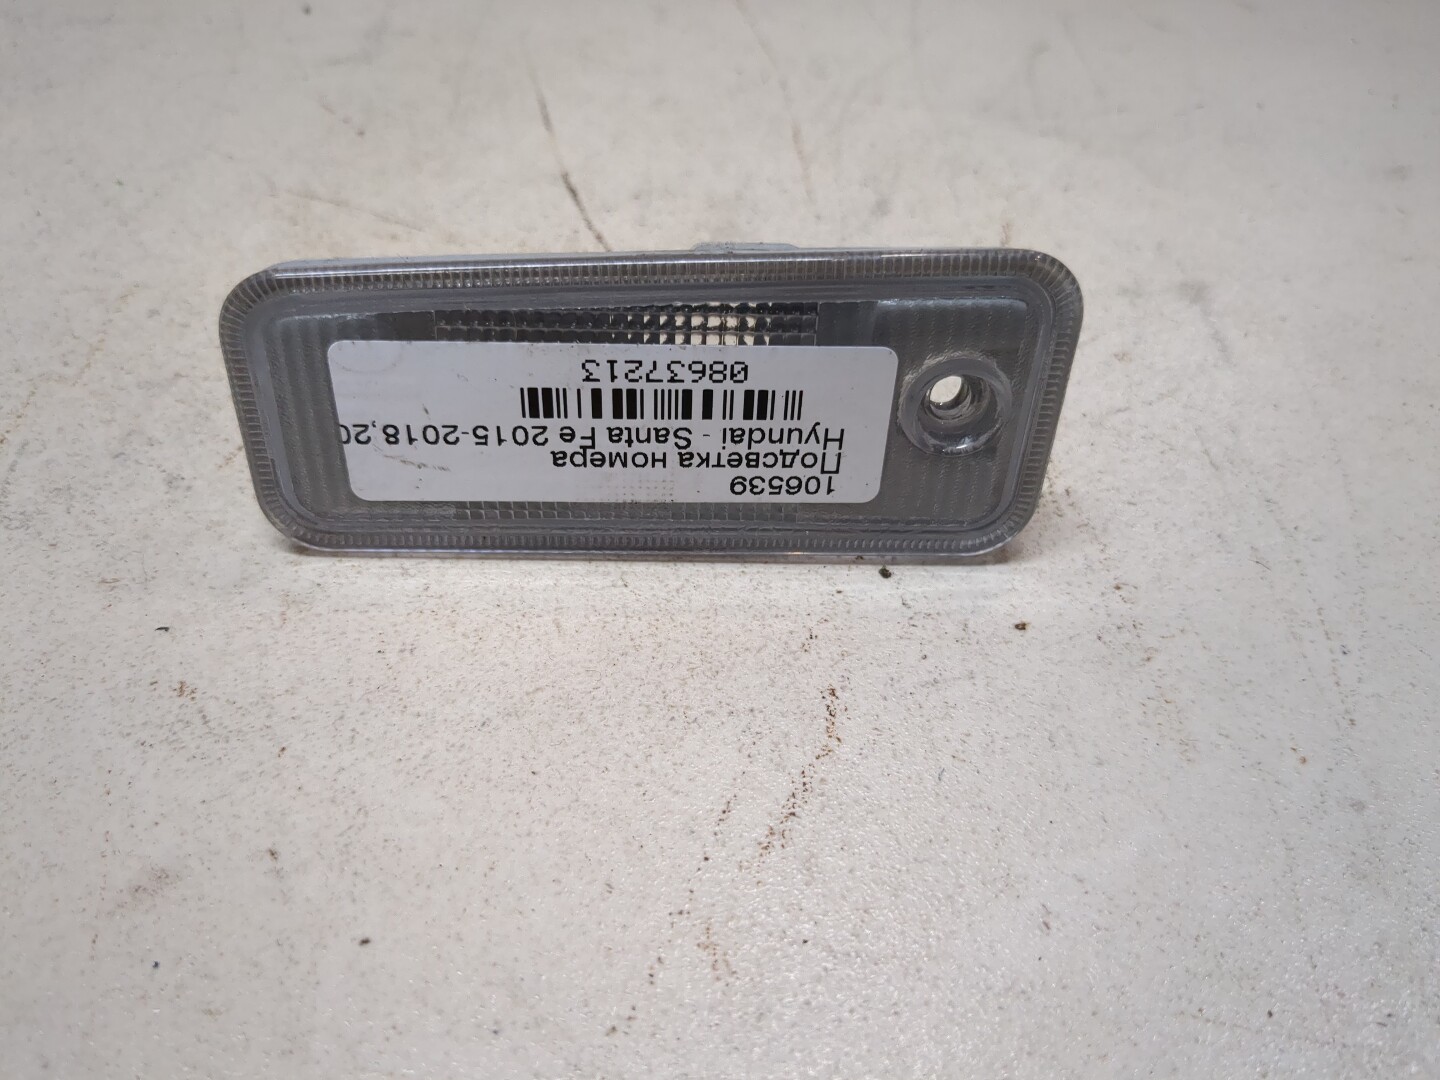 106539
Подсветка номера
Hyundai - Santa Fe 2015-2018,20
08637213